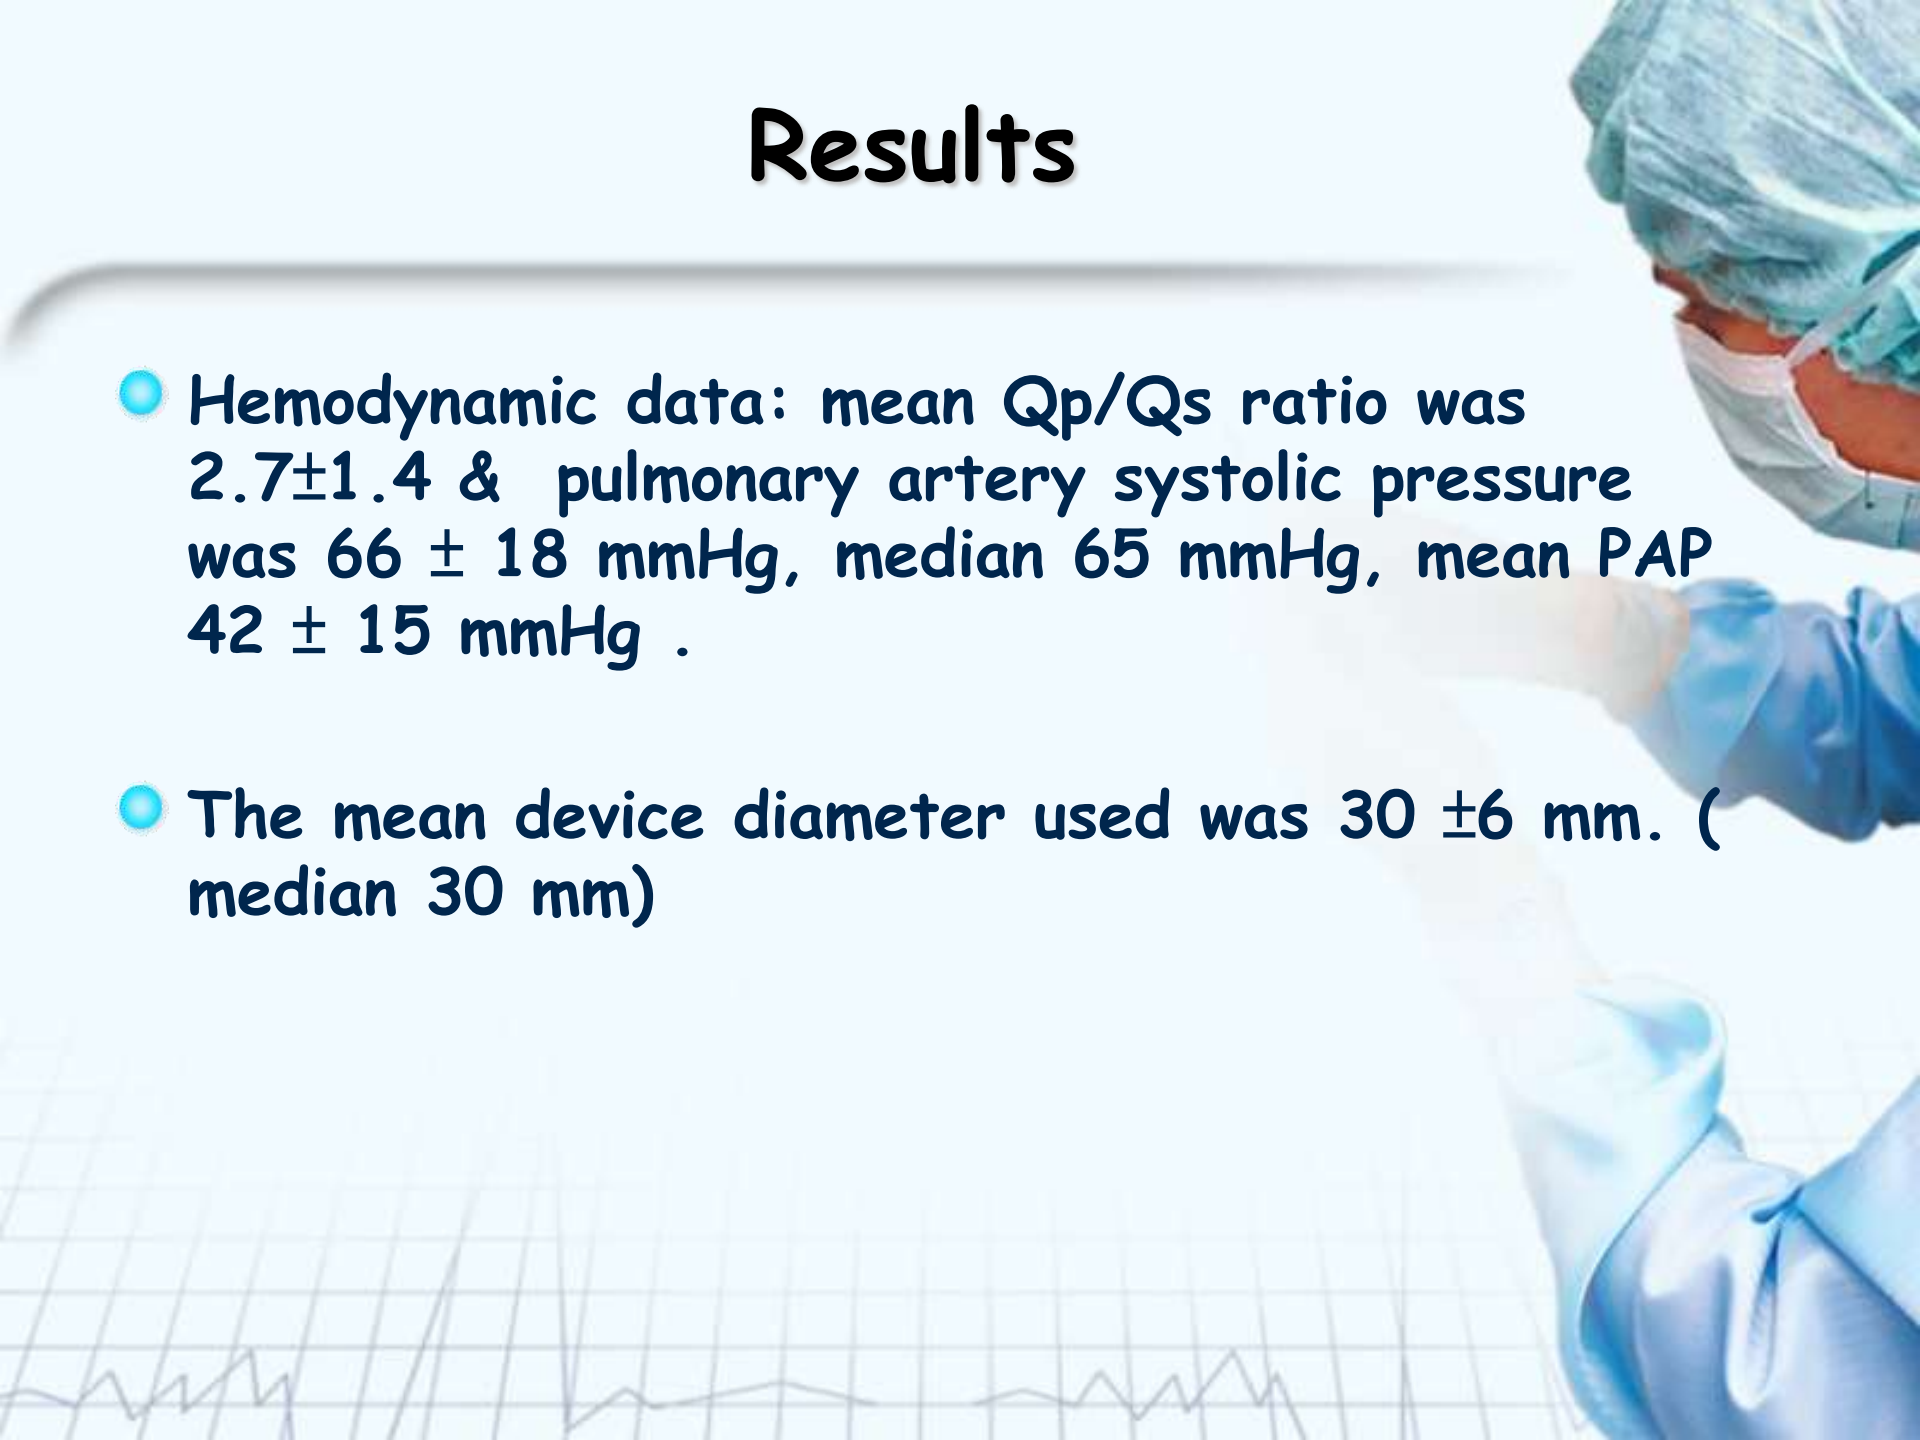 Results
Hemodynamic data: mean Qp/Qs ratio was
2.7±1.4 &  pulmonary artery systolic pressure
was 66 ± 18 mmHg, median 65 mmHg, mean PAP
42 ± 15 mmHg .
The mean device diameter used was 30 ±6 mm. (
median 30 mm)